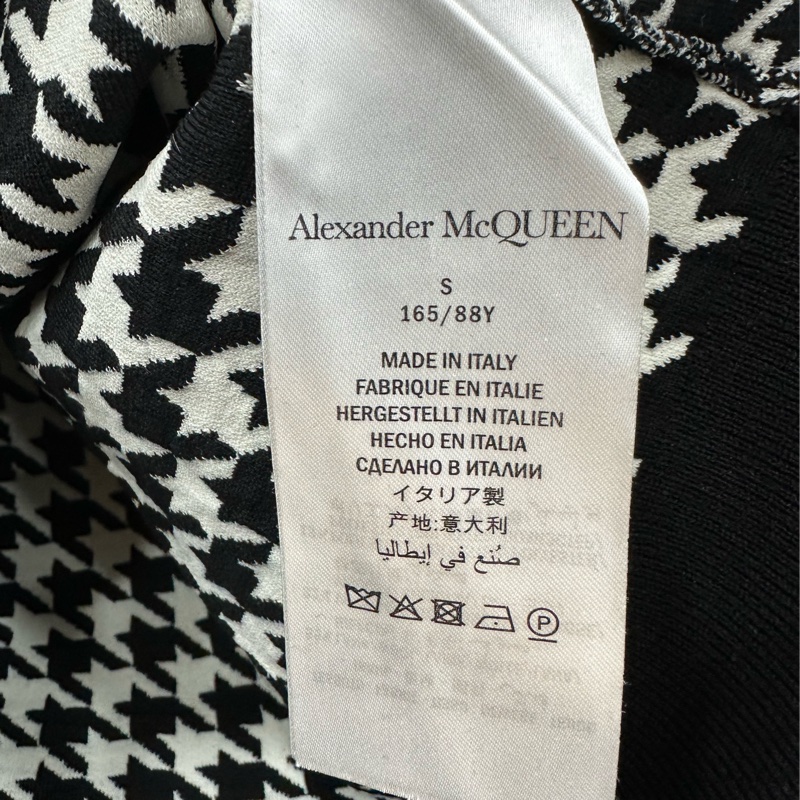 Alexander McQUEEN
S
165/88Y
MADE IN ITALY
FABRIQUE EN ITALIE
HERGESTELLT IN ITALIEN
HECHO EN ITALIA
СДЕЛАНО В ИТАЛИИ
イタリア製
产地:意大利
صُنع في إيطاليا
P